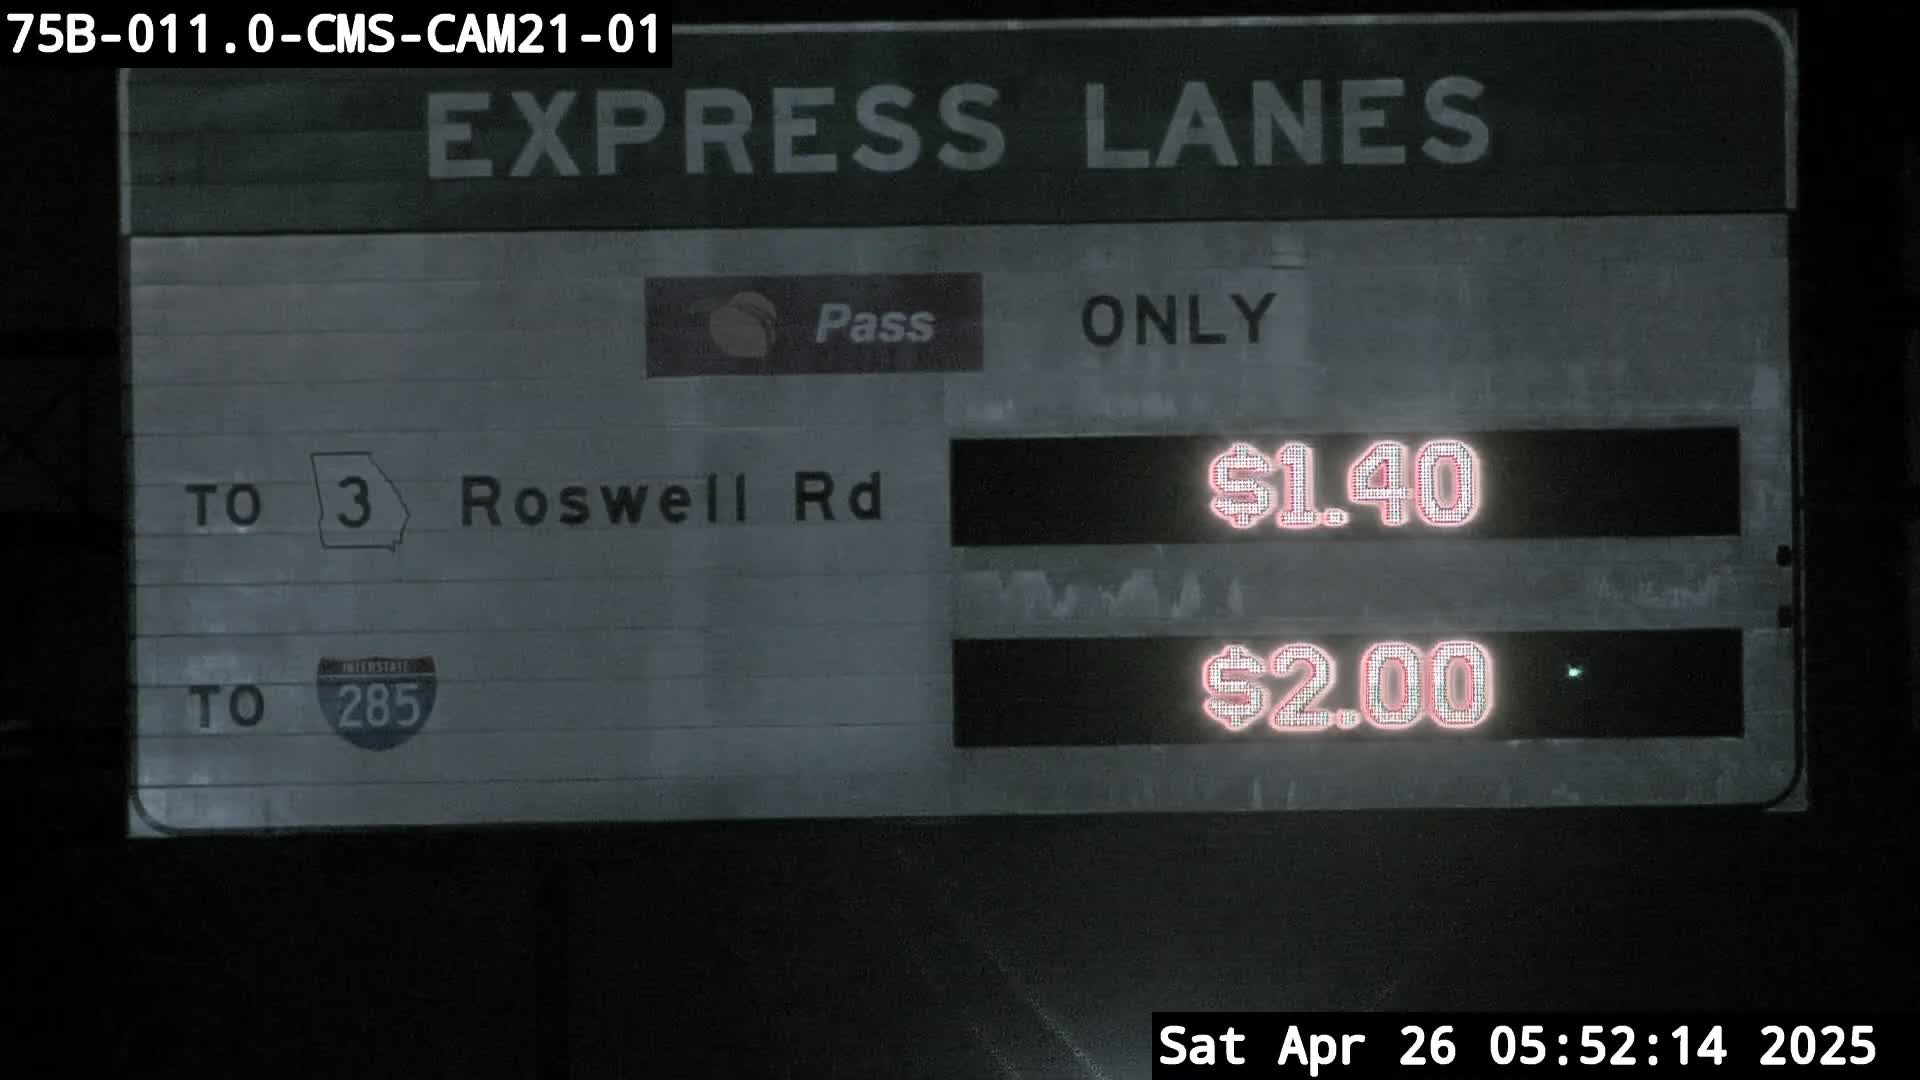 75B-011.0-CMS-CAM21-01
EXPRESS LANES
Pass ONLY
TO 3 Roswell Rd $1.40
INTERSTATE
TO 285 $2.00
Sat Apr 26 05:52:14 2025